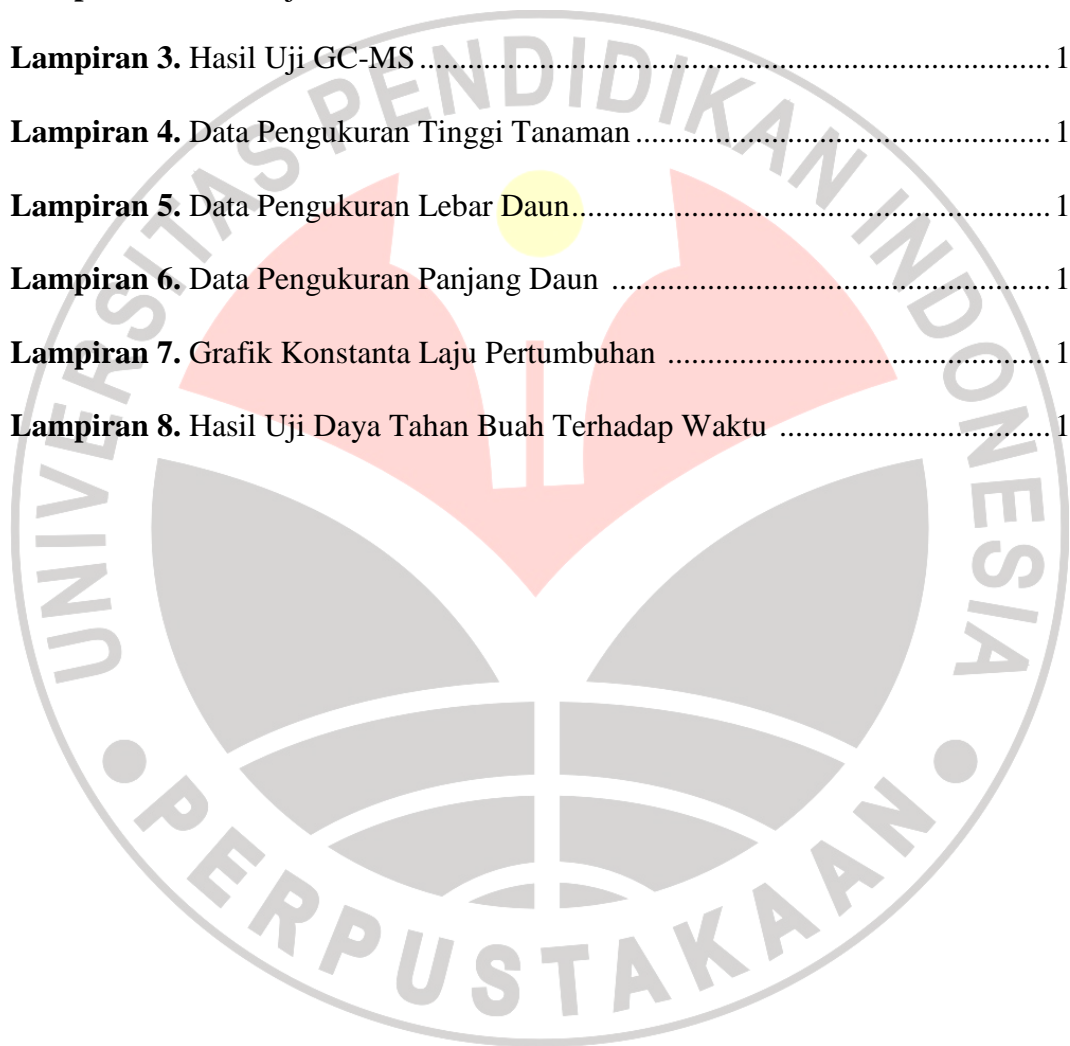 Lampiran 3. Hasil Uji GC-MS ........................................................................ 1
Lampiran 4. Data Pengukuran Tinggi Tanaman ............................................... 1
Lampiran 5. Data Pengukuran Lebar Daun....................................................... 1
Lampiran 6. Data Pengukuran Panjang Daun .................................................. 1
Lampiran 7. Grafik Konstanta Laju Pertumbuhan ........................................... 1
Lampiran 8. Hasil Uji Daya Tahan Buah Terhadap Waktu .............................. 1
UNIVERSITAS PENDIDIKAN INDONESIA
PERPUSTAKAAN